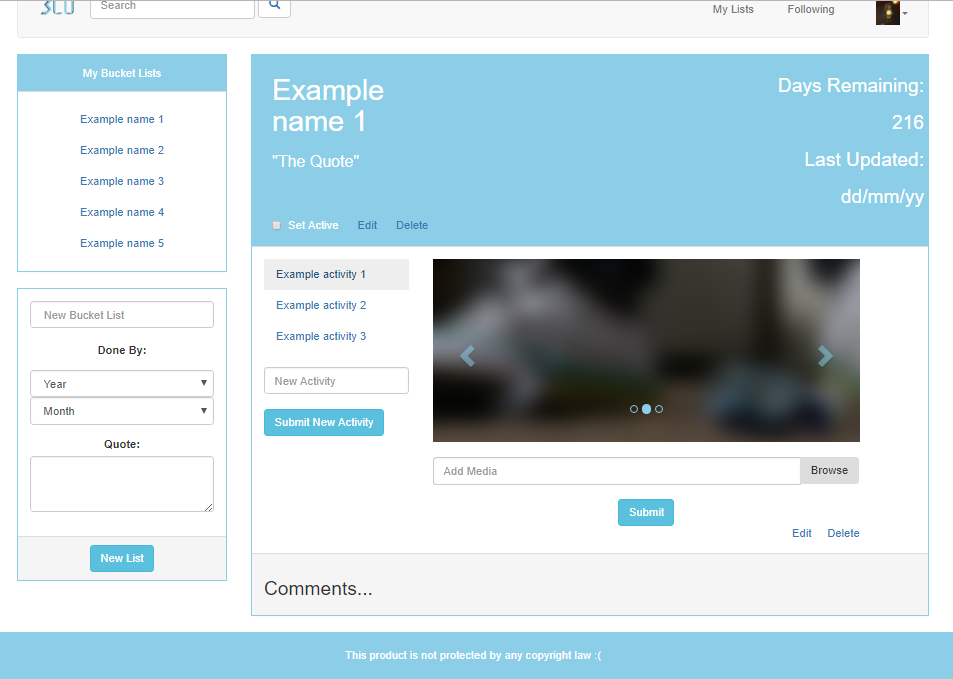 SLU
Search
My Lists
Following
My Bucket Lists
Example name 1
Example name 2
Example name 3
Example name 4
Example name 5
New Bucket List
Done By:
Year
Month
Quote:
New List
Example
name 1
"The Quote"
Days Remaining:
216
Last Updated:
dd/mm/yy
Set Active Edit Delete
Example activity 1
Example activity 2
Example activity 3
New Activity
Submit New Activity
Add Media Browse
Submit
Edit Delete
Comments...
This product is not protected by any copyright law :(